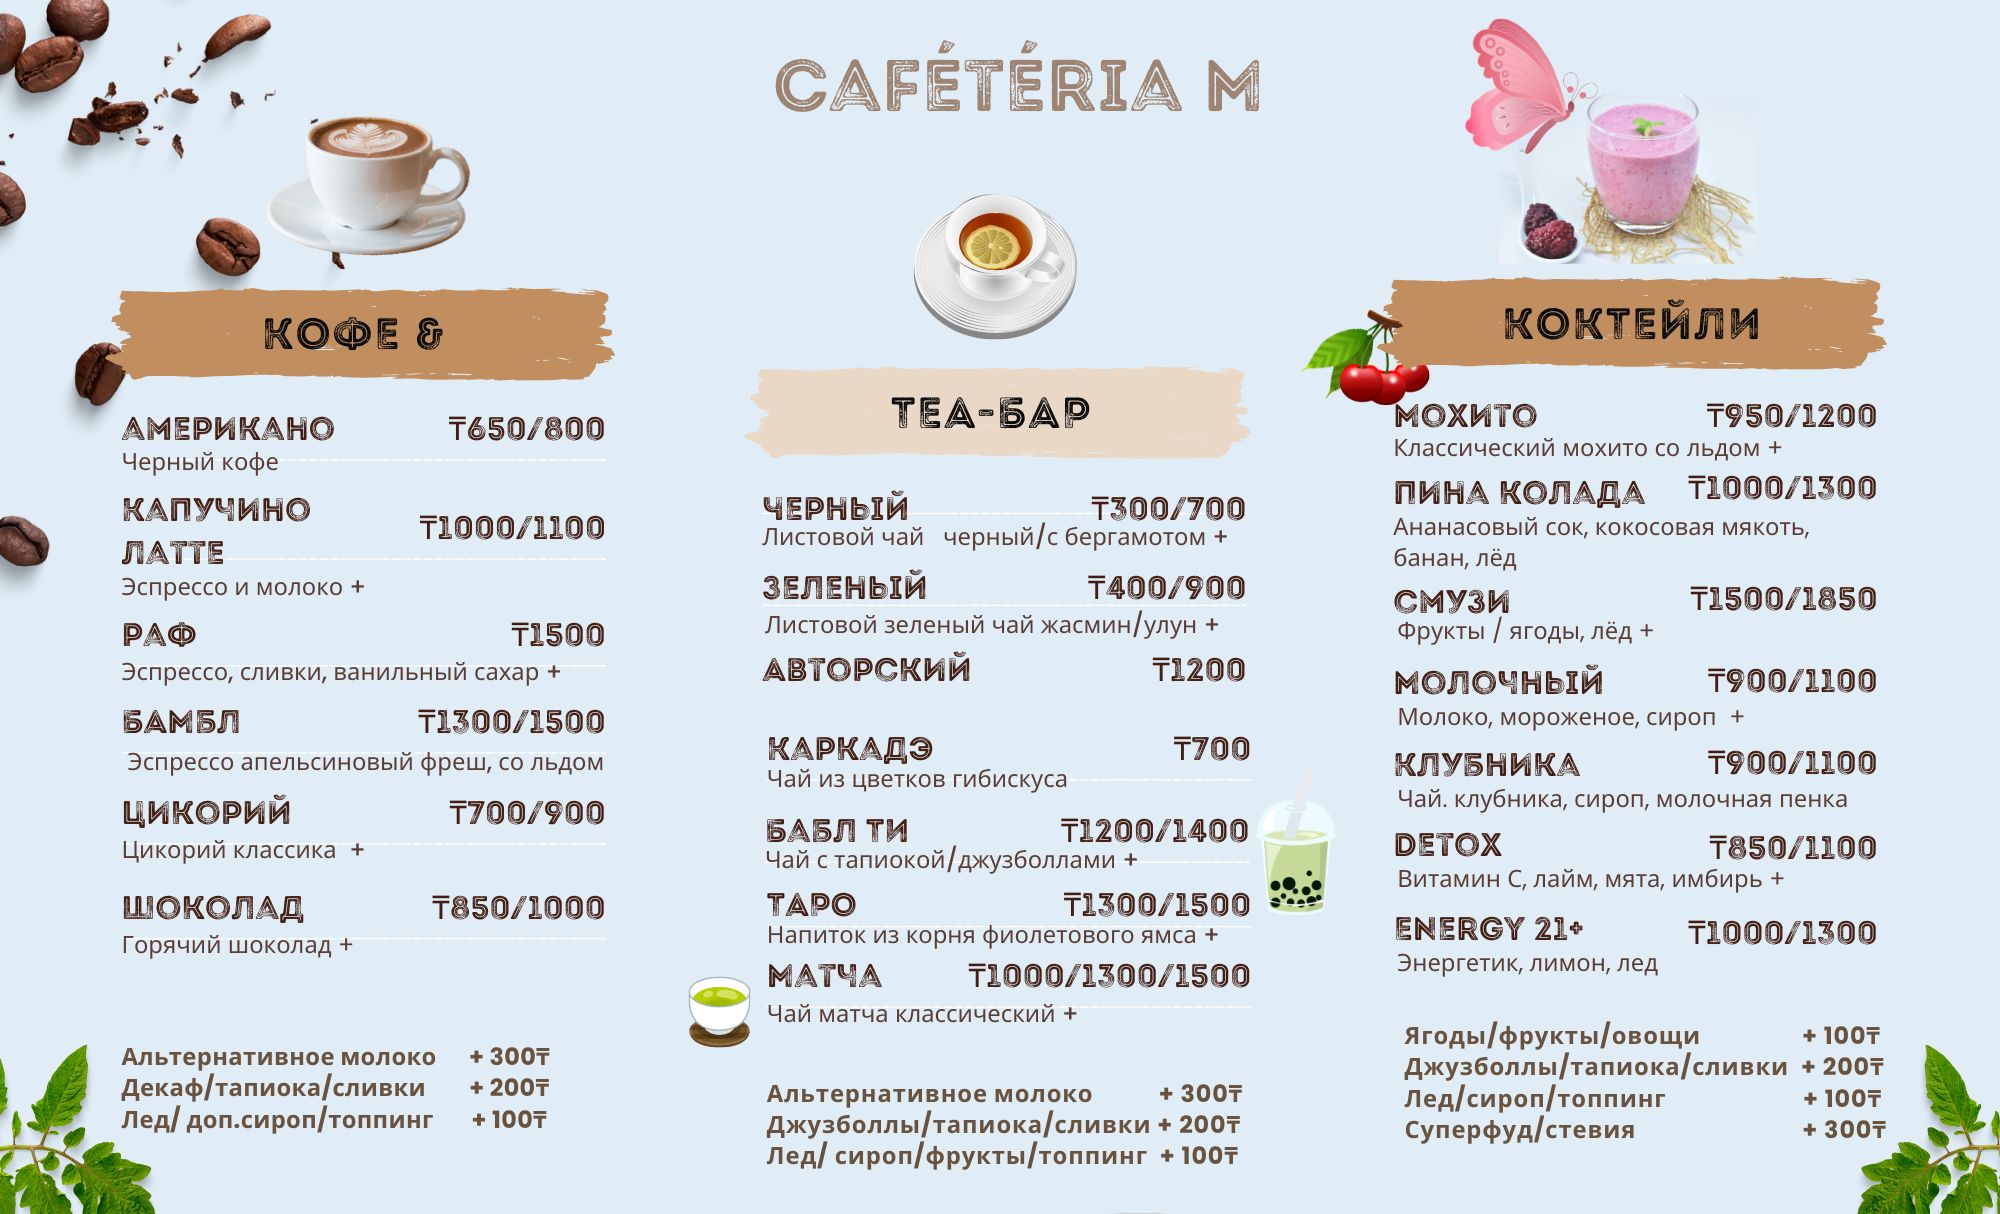 CAFÉTÉRIA M
КОФЕ &
АМЕРИКАНО ₸650/800
Черный кофе
КАПУЧИНО
ЛАТТЕ ₸1000/1100
Эспрессо и молоко +
РАФ ₸1500
Эспрессо, сливки, ванильный сахар +
БАМБЛ ₸1300/1500
Эспрессо апельсиновый фреш, со льдом
ЦИКОРИЙ ₸700/900
Цикорий классика +
ШОКОЛАД ₸850/1000
Горячий шоколад +
Альтернативное молоко + 300₸
Декаф/тапиока/сливки + 200₸
Лед/ доп.сироп/топпинг + 100₸
ТЕА-БАР
ЧЕРНЫЙ ₸300/700
Листовой чай черный/с бергамотом +
ЗЕЛЕНЫЙ ₸400/900
Листовой зеленый чай жасмин/улун +
АВТОРСКИЙ ₸1200
КАРКАДЭ ₸700
Чай из цветков гибискуса
БАБЛ ТИ ₸1200/1400
Чай с тапиокой/джузболлами +
ТАРО ₸1300/1500
Напиток из корня фиолетового ямса +
МАТЧА ₸1000/1300/1500
Чай матча классический +
Альтернативное молоко + 300₸
Джузболлы/тапиока/сливки + 200₸
Лед/ сироп/фрукты/топпинг + 100₸
КОКТЕЙЛИ
МОХИТО ₸950/1200
Классический мохито со льдом +
ПИНА КОЛАДА ₸1000/1300
Ананасовый сок, кокосовая мякоть,
банан, лёд
СМУЗИ ₸1500/1850
Фрукты / ягоды, лёд +
МОЛОЧНЫЙ ₸900/1100
Молоко, мороженое, сироп +
КЛУБНИКА ₸900/1100
Чай. клубника, сироп, молочная пенка
DETOX ₸850/1100
Витамин С, лайм, мята, имбирь +
ENERGY 21+ ₸1000/1300
Энергетик, лимон, лед
Ягоды/фрукты/овощи + 100₸
Джузболлы/тапиока/сливки + 200₸
Лед/сироп/топпинг + 100₸
Суперфуд/стевия + 300₸